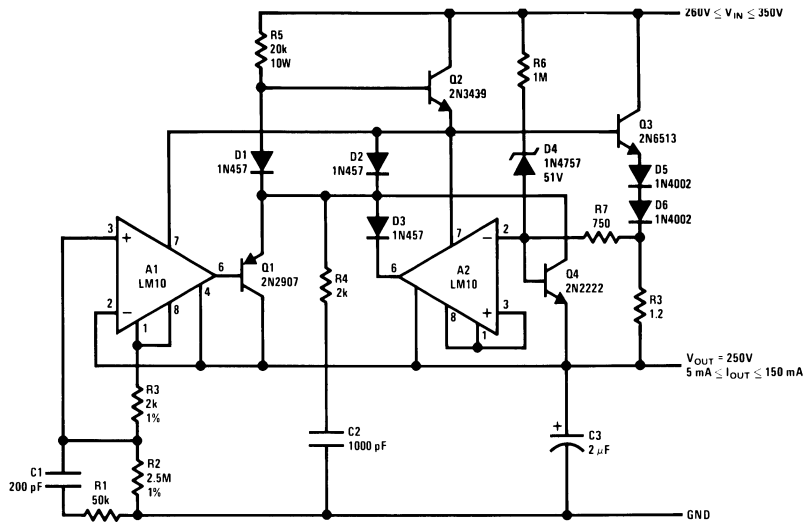 260V ≤ VIN ≤ 350V
R5
20k
10W
R6
1M
Q2
2N3439
Q3
2N6513
D1
1N457
D2
1N457
D4
1N4757
51V
D5
1N4002
D6
1N4002
D3
1N457
R7
750
3
+
7
A1
LM10
6
2
−
4
1
8
Q1
2N2907
R4
2k
7
2
−
6
A2
LM10
+
3
8
1
Q4
2N2222
R3
1.2
VOUT = 250V
5 mA ≤ IOUT ≤ 150 mA
R3
2k
1%
C2
1000 pF
+
C3
2 μF
C1
200 pF
R1
50k
R2
2.5M
1%
GND